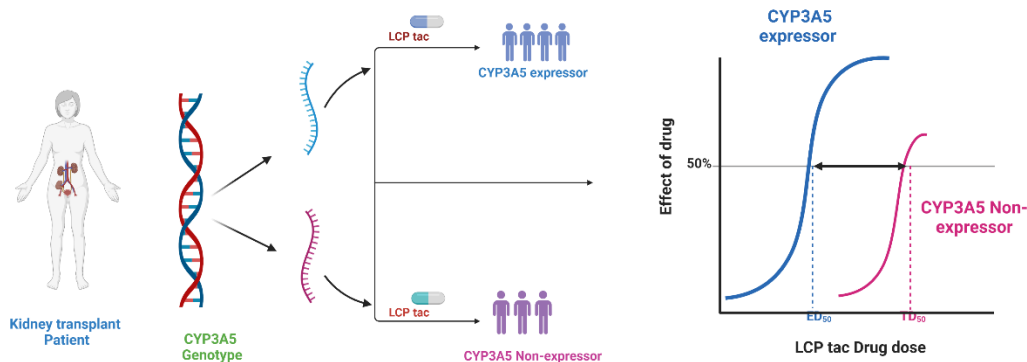 Kidney transplant
Patient
CYP3A5
Genotype
LCP tac
CYP3A5 expressor
LCP tac
CYP3A5 Non-expressor
CYP3A5
expressor
Effect of drug
50%
CYP3A5 Non-
expressor
ED50
TD50
LCP tac Drug dose